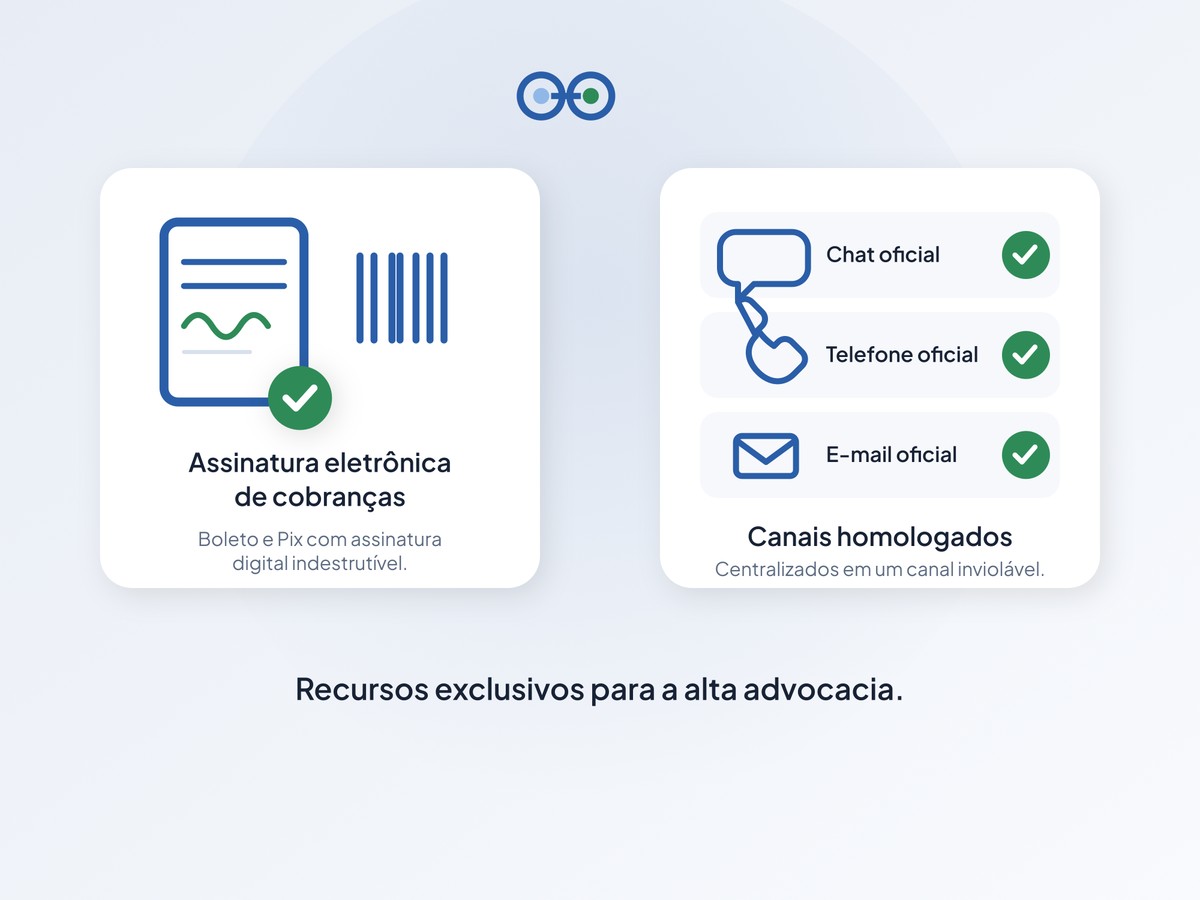 Assinatura eletrônica
de cobranças
Boleto e Pix com assinatura
digital indestrutível.
Chat oficial
Telefone oficial
E-mail oficial
Canais homologados
Centralizados em um canal inviolável.
Recursos exclusivos para a alta advocacia.